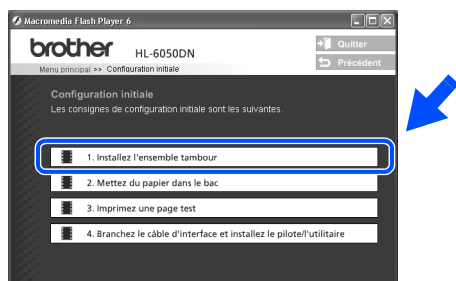 Macromedia Flash Player 6
brother HL-6050DN
Quitter
Menu principal >> Configuration initiale
Précédent
Configuration initiale
Les consignes de configuration initiale sont les suivantes.
1. Installez l'ensemble tambour
2. Mettez du papier dans le bac
3. Imprimez une page test
4. Branchez le câble d'interface et installez le pilote/l'utilitaire